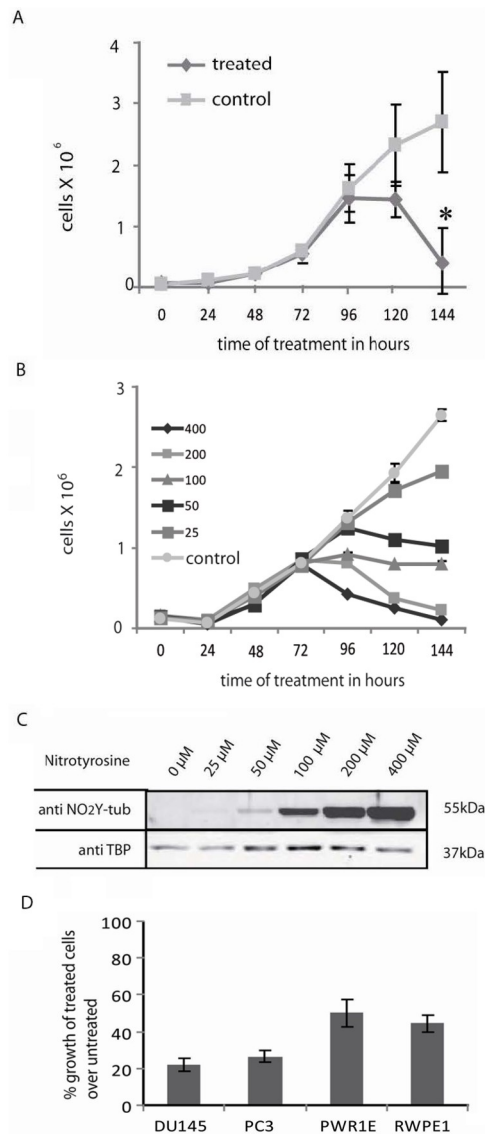 A
4
3
2
1
0
cells X 10⁶
treated
control
*
0 24 48 72 96 120 144
time of treatment in hours
B
3
2
1
0
cells X 10⁶
400
200
100
50
25
control
0 24 48 72 96 120 144
time of treatment in hours
C
Nitrotyrosine 0 µM 25 µM 50 µM 100 µM 200 µM 400 µM
anti NO2Y-tub 55kDa
anti TBP 37kDa
D
100
80
60
40
20
0
% growth of treated cells
over untreated
DU145 PC3 PWR1E RWPE1